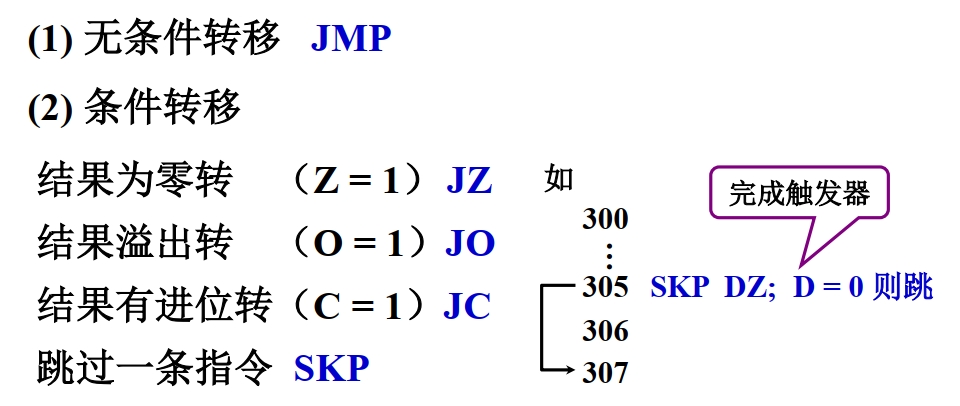 (1) 无条件转移 JMP
(2) 条件转移
结果为零转 （Z = 1）JZ
结果溢出转 （O = 1）JO
结果有进位转（C = 1）JC
跳过一条指令 SKP
如
完成触发器
300
⋮
305 SKP DZ; D = 0 则跳
306
307